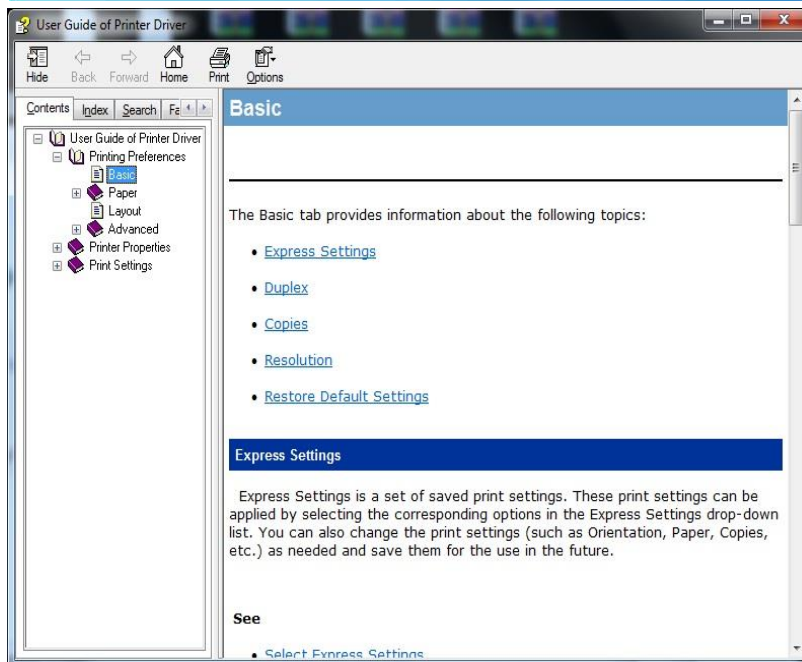 User Guide of Printer Driver
Hide Back Forward Home Print Options
Contents Index Search Fa
User Guide of Printer Driver
Printing Preferences
Basic
Paper
Layout
Advanced
Printer Properties
Print Settings
Basic
The Basic tab provides information about the following topics:
• Express Settings
• Duplex
• Copies
• Resolution
• Restore Default Settings
Express Settings
Express Settings is a set of saved print settings. These print settings can be
applied by selecting the corresponding options in the Express Settings drop-down
list. You can also change the print settings (such as Orientation, Paper, Copies,
etc.) as needed and save them for the use in the future.
See
• Select Express Settings